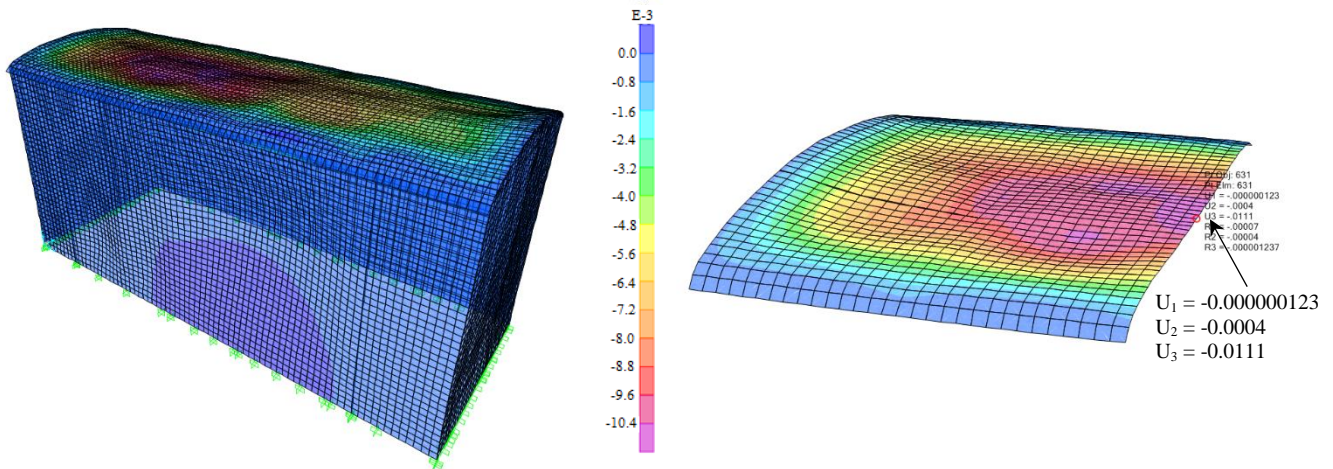 E-3
0.0
-0.8
-1.6
-2.4
-3.2
-4.0
-4.8
-5.6
-6.4
-7.2
-8.0
-8.8
-9.6
-10.4
Pt Obj: 631
Pt Elm: 631
U1 = -.000000123
U2 = -.0004
U3 = -.0111
= -.00007
R2 = -.00004
R3 = -.000001237
U₁ = -0.000000123
U₂ = -0.0004
U₃ = -0.0111